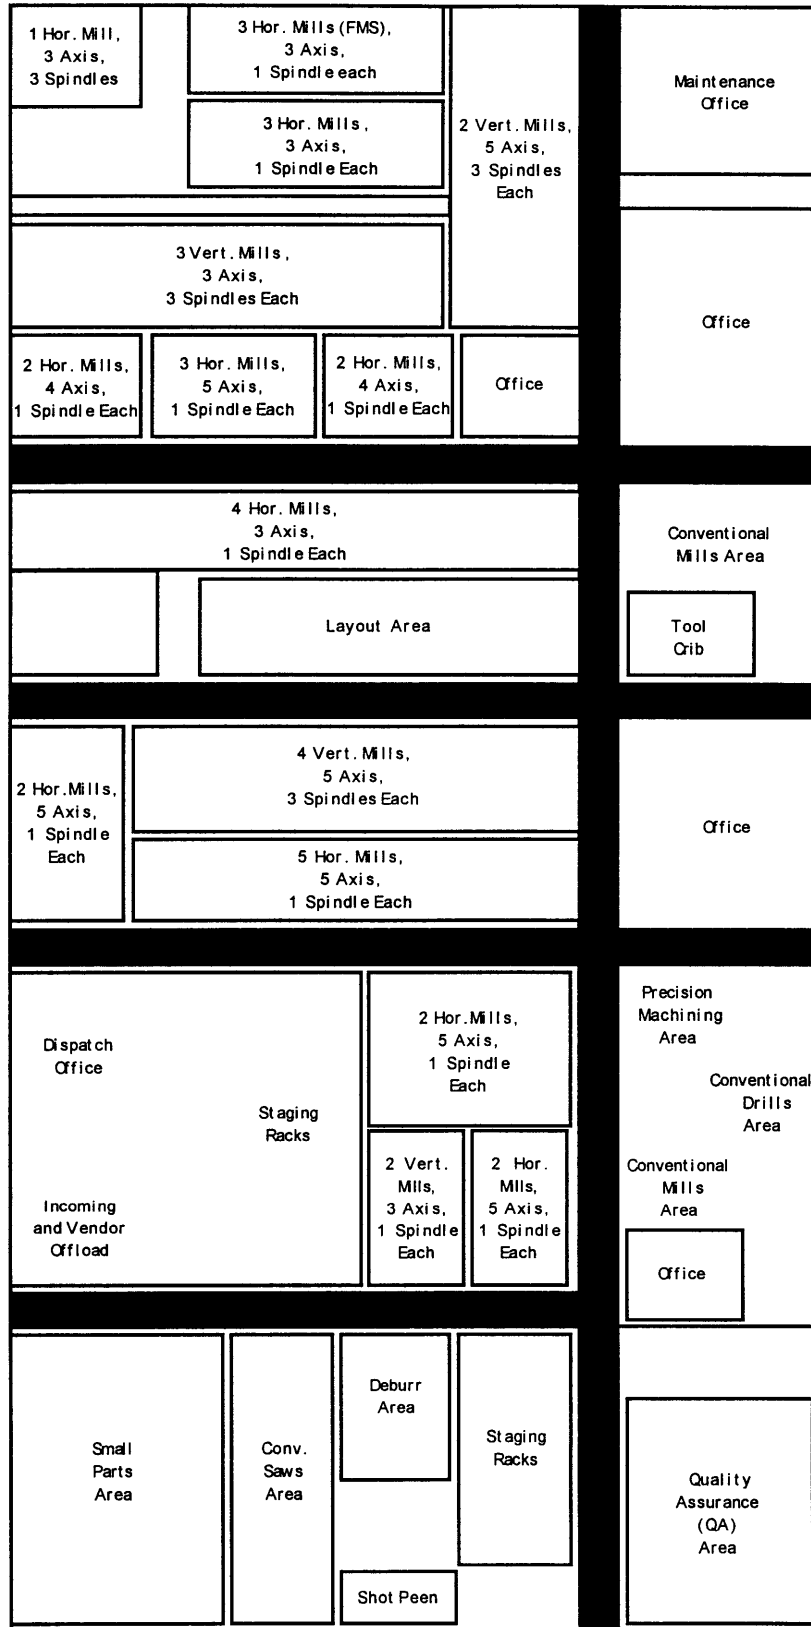 1 Hor. Mill,
3 Axis,
3 Spindles
3 Hor. Mills (FMS),
3 Axis,
1 Spindle each
3 Hor. Mills,
3 Axis,
1 Spindle Each
2 Vert. Mills,
5 Axis,
3 Spindles
Each
Maintenance
Office
3 Vert. Mills,
3 Axis,
3 Spindles Each
Office
2 Hor. Mills,
4 Axis,
1 Spindle Each
3 Hor. Mills,
5 Axis,
1 Spindle Each
2 Hor. Mills,
4 Axis,
1 Spindle Each
Office
4 Hor. Mills,
3 Axis,
1 Spindle Each
Conventional
Mills Area
Layout Area
Tool
Crib
2 Hor. Mills,
5 Axis,
1 Spindle
Each
4 Vert. Mills,
5 Axis,
3 Spindles Each
5 Hor. Mills,
5 Axis,
1 Spindle Each
Office
Dispatch
Office
Staging
Racks
Incoming
and Vendor
Offload
2 Hor. Mills,
5 Axis,
1 Spindle
Each
2 Vert.
Mills,
3 Axis,
1 Spindle
Each
2 Hor.
Mills,
5 Axis,
1 Spindle
Each
Precision
Machining
Area
Conventional
Drills
Area
Conventional
Mills
Area
Office
Small
Parts
Area
Conv.
Saws
Area
Deburr
Area
Staging
Racks
Shot Peen
Quality
Assurance
(QA)
Area